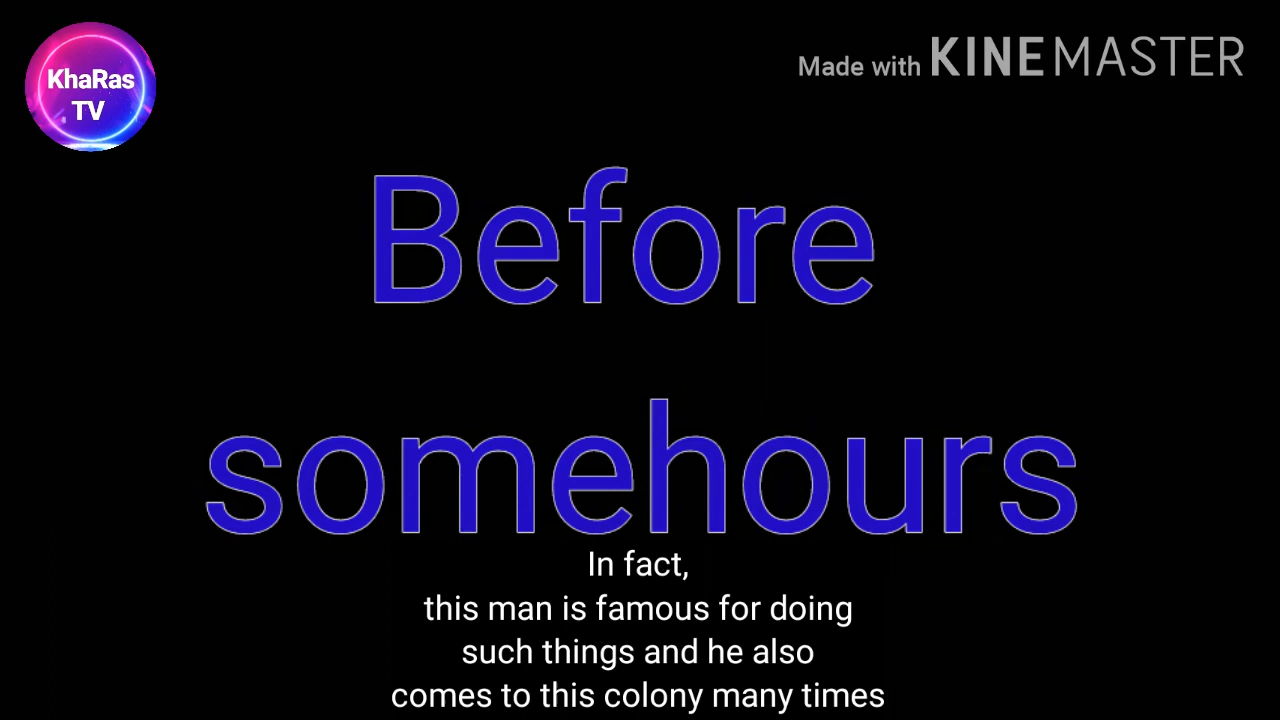 KhaRas
TV
Made with KINEMASTER
Before
somehours
In fact,
this man is famous for doing
such things and he also
comes to this colony many times